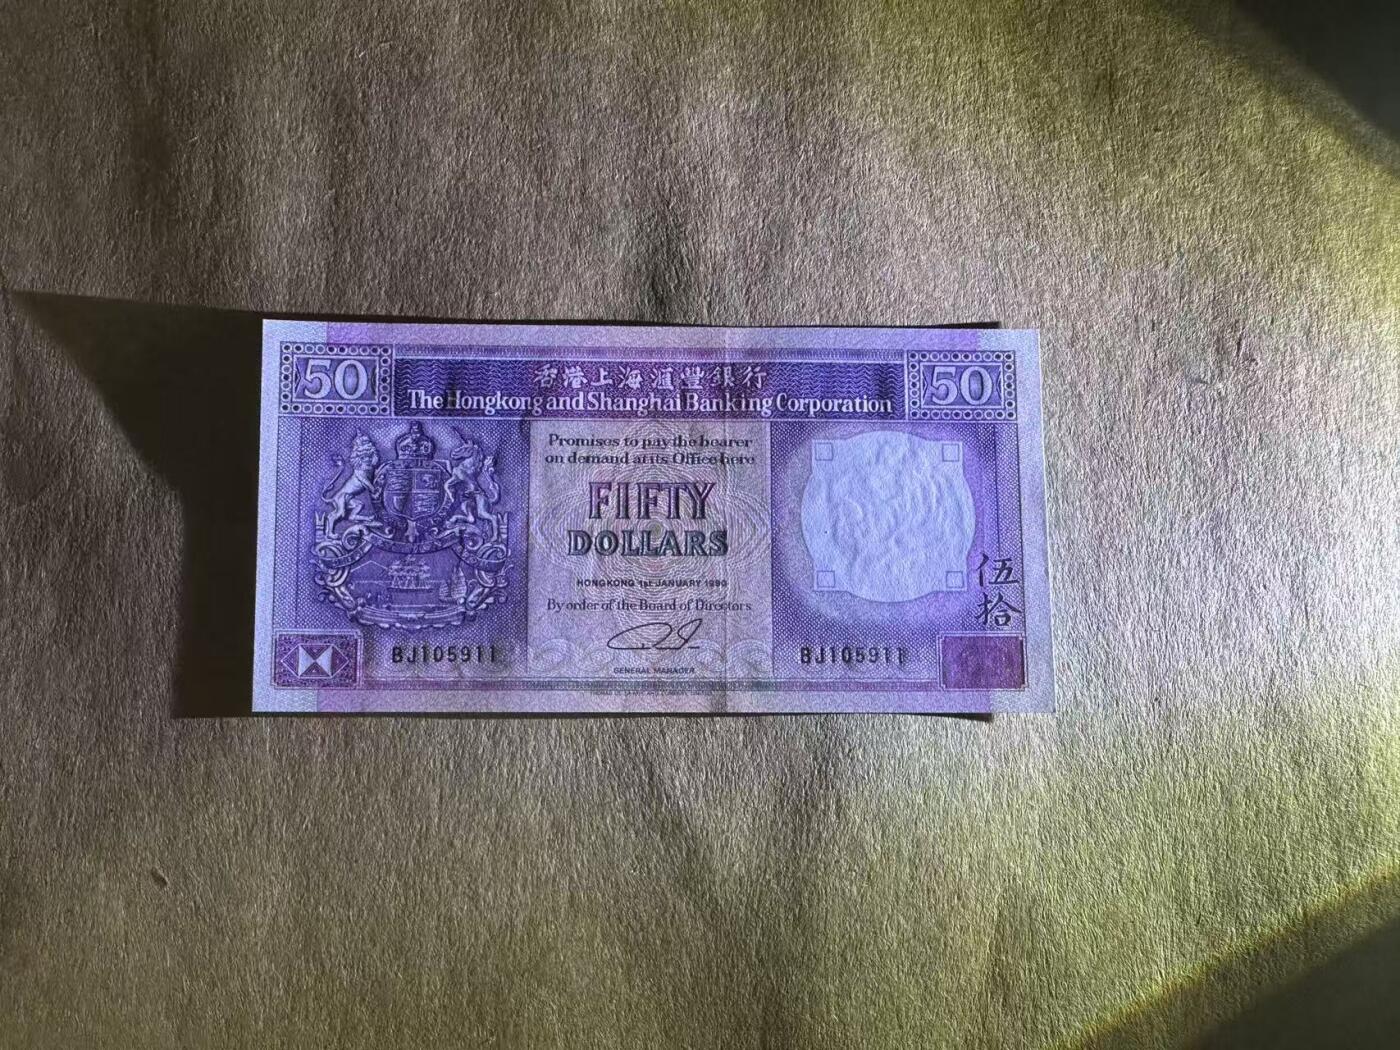 50
香港上海滙豐銀行
50
The Hongkong and Shanghai Banking Corporation
Promises to pay the bearer
on demand at its Office here
FIFTY
DOLLARS
HONGKONG 1ST JANUARY 1990
By order of the Board of Directors
GENERAL MANAGER
伍
拾
BJ105911
BJ105911